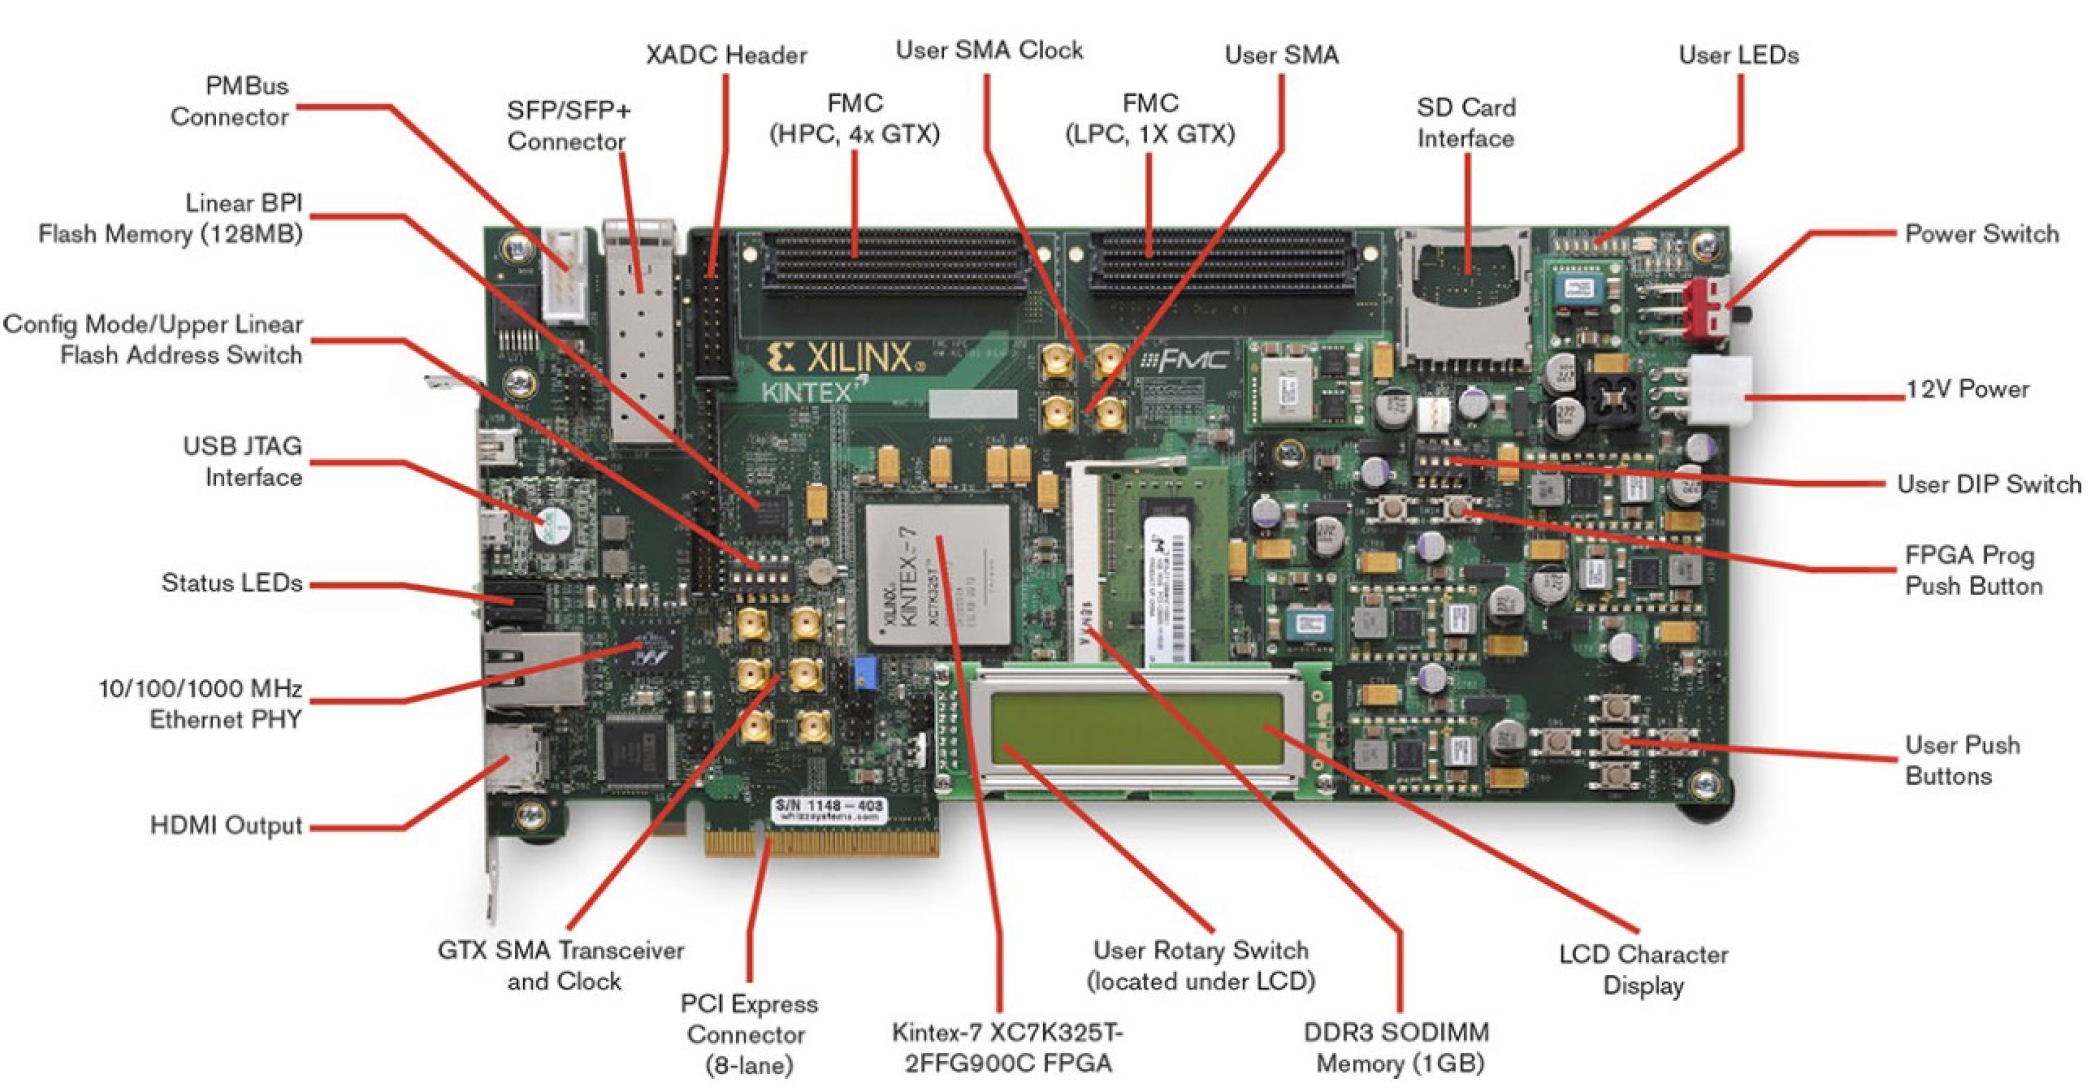 XADC Header
User SMA Clock
User SMA
User LEDs
PMBus
Connector
SFP/SFP+
Connector
FMC
(HPC, 4x GTX)
FMC
(LPC, 1X GTX)
SD Card
Interface
Linear BPI
Flash Memory (128MB)
Power Switch
Config Mode/Upper Linear
Flash Address Switch
XILINX®
KINTEX7
FMC
12V Power
USB JTAG
Interface
User DIP Switch
XILINX®
KINTEX-7
XC7K325T™
FPGA Prog
Push Button
Status LEDs
10/100/1000 MHz
Ethernet PHY
User Push
Buttons
HDMI Output
S/N 1148-403
whizzsystems.com
GTX SMA Transceiver
and Clock
User Rotary Switch
(located under LCD)
LCD Character
Display
PCI Express
Connector
(8-lane)
Kintex-7 XC7K325T-
2FFG900C FPGA
DDR3 SODIMM
Memory (1GB)